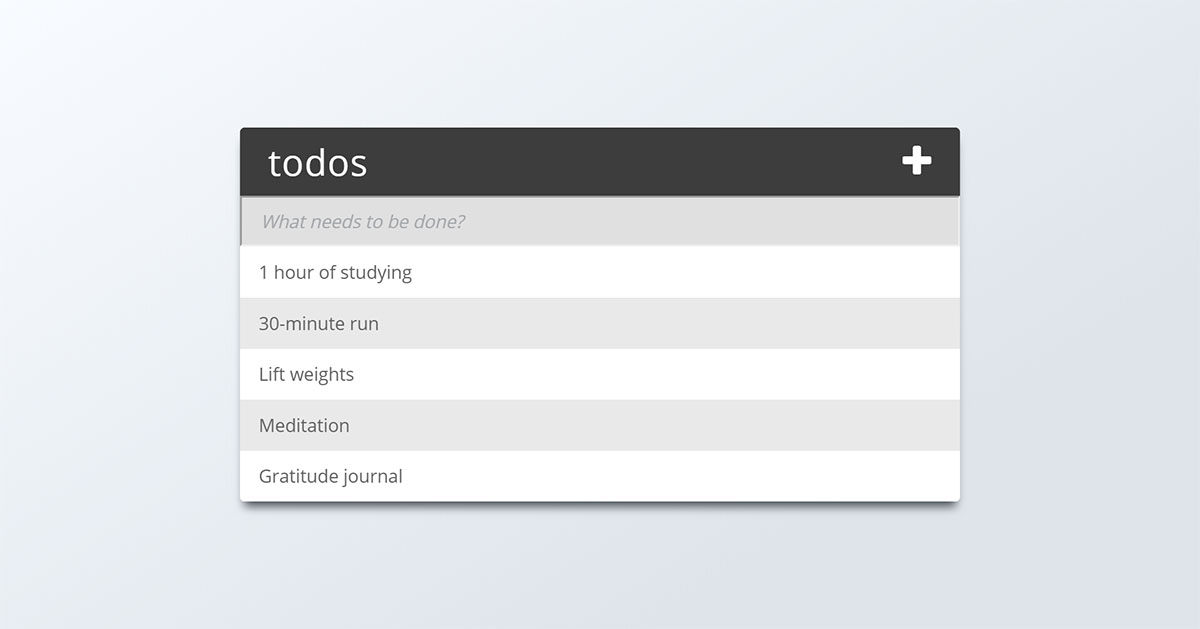 todos
What needs to be done?
1 hour of studying
30-minute run
Lift weights
Meditation
Gratitude journal